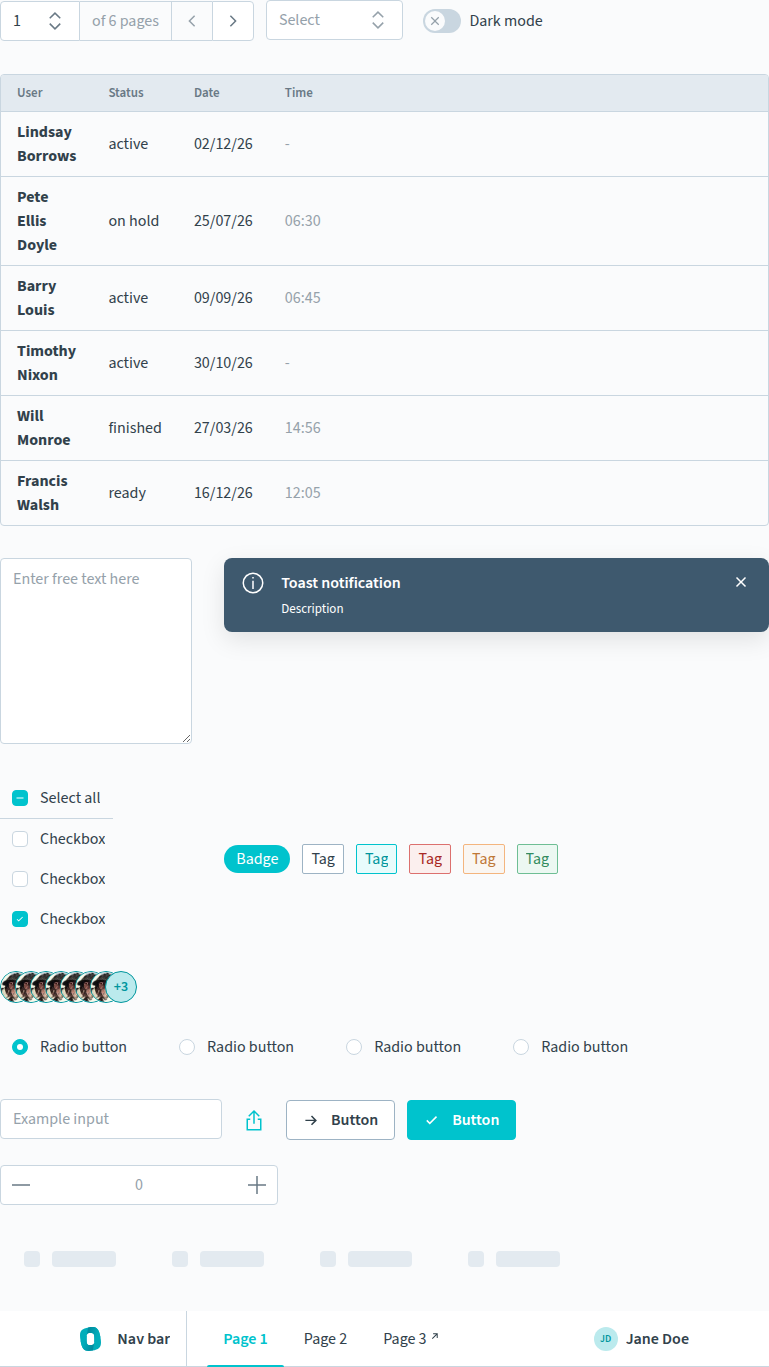 1 of 6 pages Select Dark mode
User Status Date Time
Lindsay
Borrows active 02/12/26 -
Pete
Ellis
Doyle on hold 25/07/26 06:30
Barry
Louis active 09/09/26 06:45
Timothy
Nixon active 30/10/26 -
Will
Monroe finished 27/03/26 14:56
Francis
Walsh ready 16/12/26 12:05
Enter free text here
Toast notification
Description
Select all
Checkbox
Checkbox
Checkbox
Badge Tag Tag Tag Tag Tag
+3
Radio button Radio button Radio button Radio button
Example input Button Button
0
Nav bar Page 1 Page 2 Page 3 JD Jane Doe